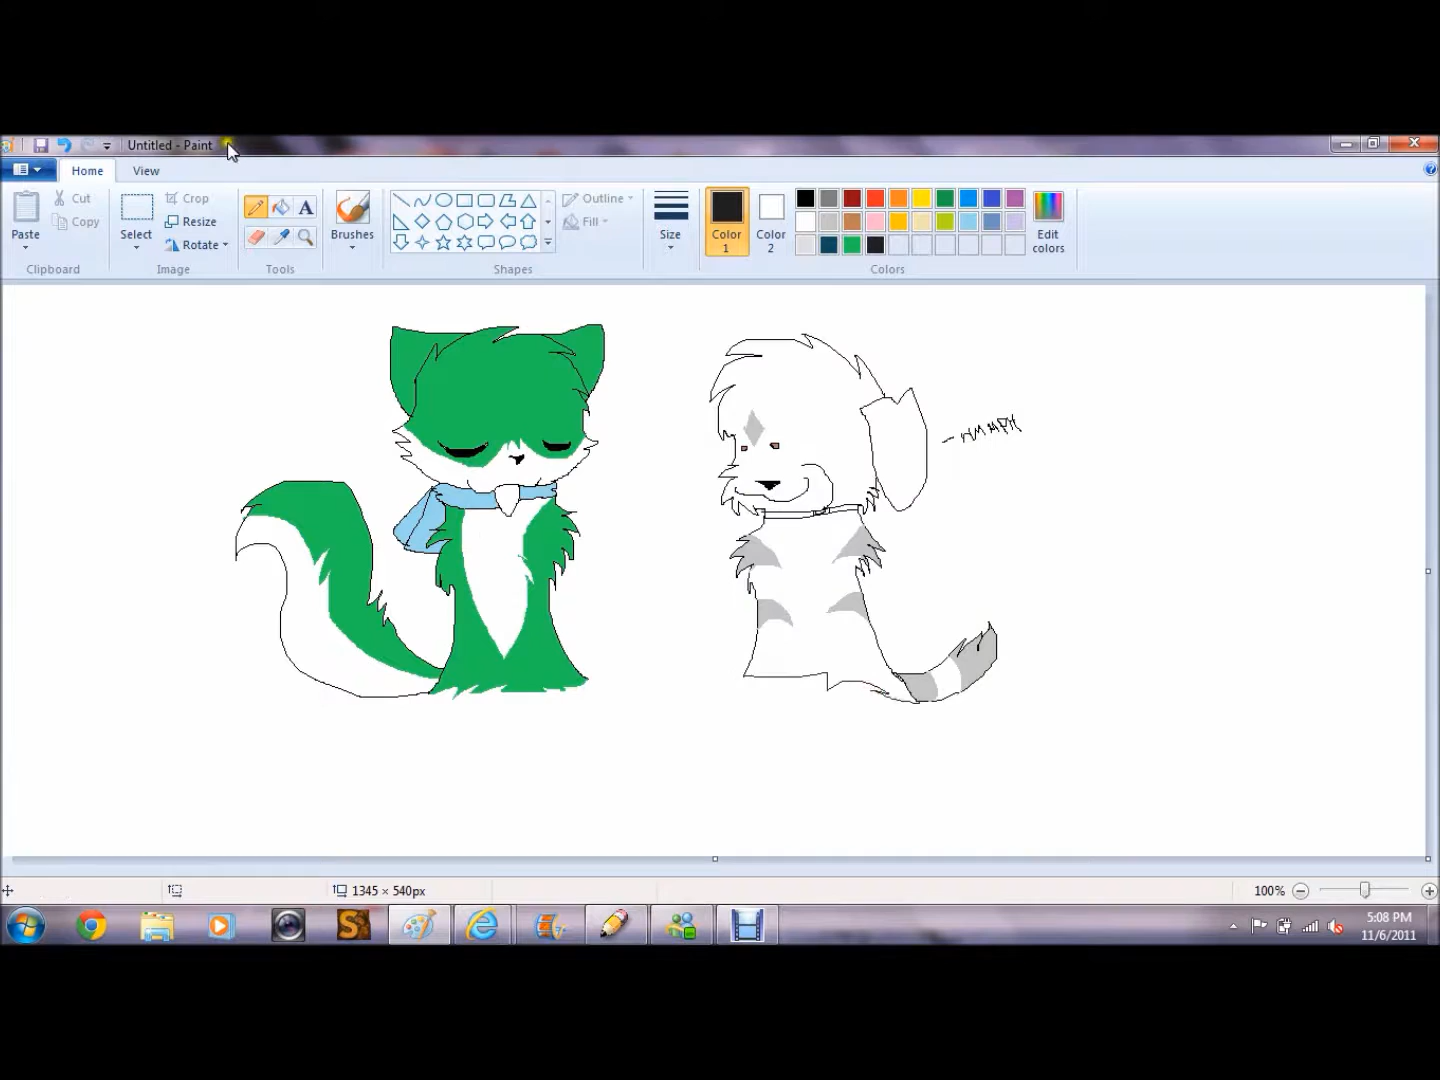 Untitled - Paint
Home View
Paste
Cut
Copy
Clipboard
Select
Crop
Resize
Rotate
Image
A
Tools
Brushes
Shapes
Outline
Fill
Size
Color 1
Color 2
Colors
Edit colors
1345 × 540px
100%
5:08 PM
11/6/2011